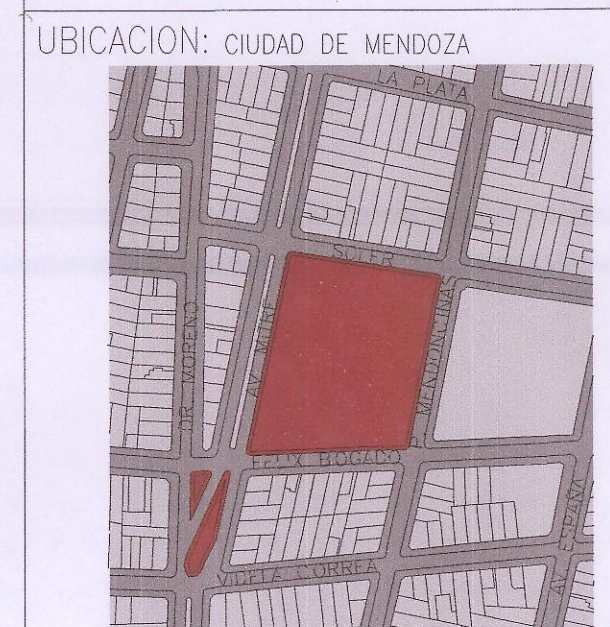 UBICACION: CIUDAD DE MENDOZA
LA PLATA
SOLER
AV. MITRE
DR. MORENO
P. MENDOCINAS
FELIX BOGADO
AV. ESPAÑA
VIDELA CORREA